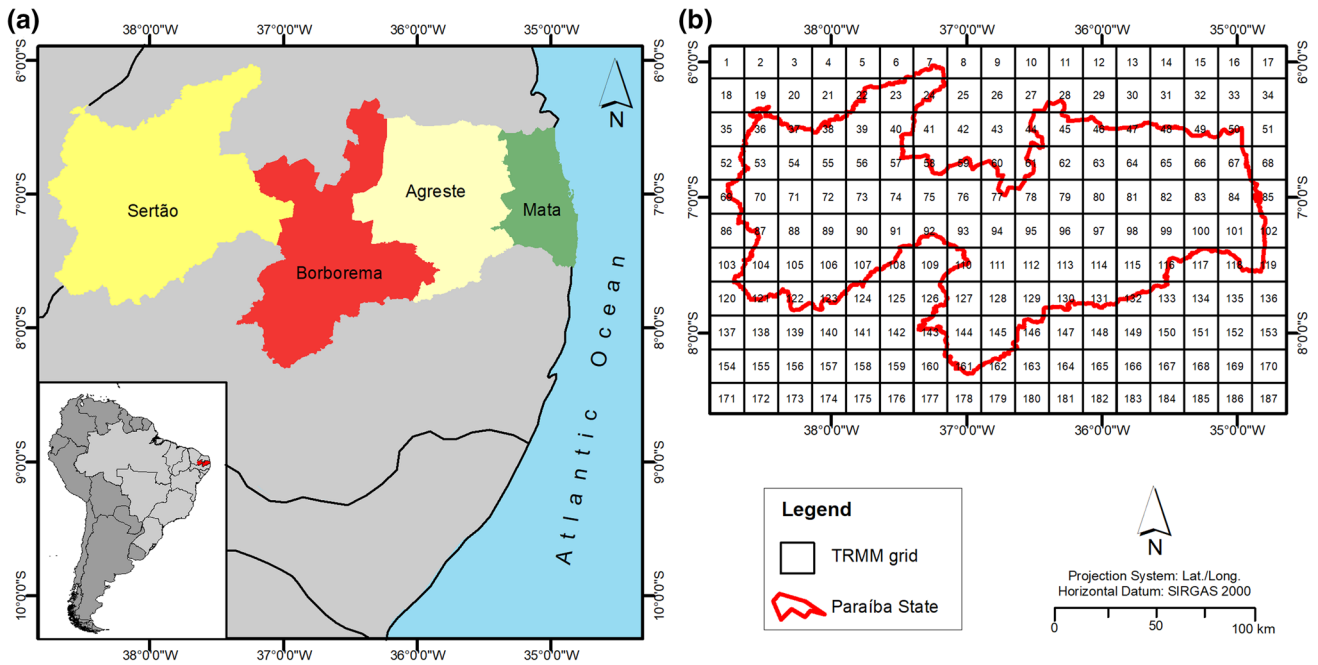 (a)
38°0'0"W 37°0'0"W 36°0'0"W 35°0'0"W
6°0'0"S
7°0'0"S
8°0'0"S
9°0'0"S
10°0'0"S
N
Sertão
Borborema
Agreste
Mata
Atlantic Ocean
6°0'0"S
7°0'0"S
8°0'0"S
9°0'0"S
10°0'0"S
38°0'0"W 37°0'0"W 36°0'0"W 35°0'0"W
(b)
38°0'0"W 37°0'0"W 36°0'0"W 35°0'0"W
6°0'0"S
7°0'0"S
8°0'0"S
1 2 3 4 5 6 7 8 9 10 11 12 13 14 15 16 17
18 19 20 21 22 23 24 25 26 27 28 29 30 31 32 33 34
35 36 37 38 39 40 41 42 43 44 45 46 47 48 49 50 51
52 53 54 55 56 57 58 59 60 61 62 63 64 65 66 67 68
69 70 71 72 73 74 75 76 77 78 79 80 81 82 83 84 85
86 87 88 89 90 91 92 93 94 95 96 97 98 99 100 101 102
103 104 105 106 107 108 109 110 111 112 113 114 115 116 117 118 119
120 121 122 123 124 125 126 127 128 129 130 131 132 133 134 135 136
137 138 139 140 141 142 143 144 145 146 147 148 149 150 151 152 153
154 155 156 157 158 159 160 161 162 163 164 165 166 167 168 169 170
171 172 173 174 175 176 177 178 179 180 181 182 183 184 185 186 187
6°0'0"S
7°0'0"S
8°0'0"S
38°0'0"W 37°0'0"W 36°0'0"W 35°0'0"W
Legend
TRMM grid
Paraíba State
N
Projection System: Lat./Long.
Horizontal Datum: SIRGAS 2000
0 50 100 km